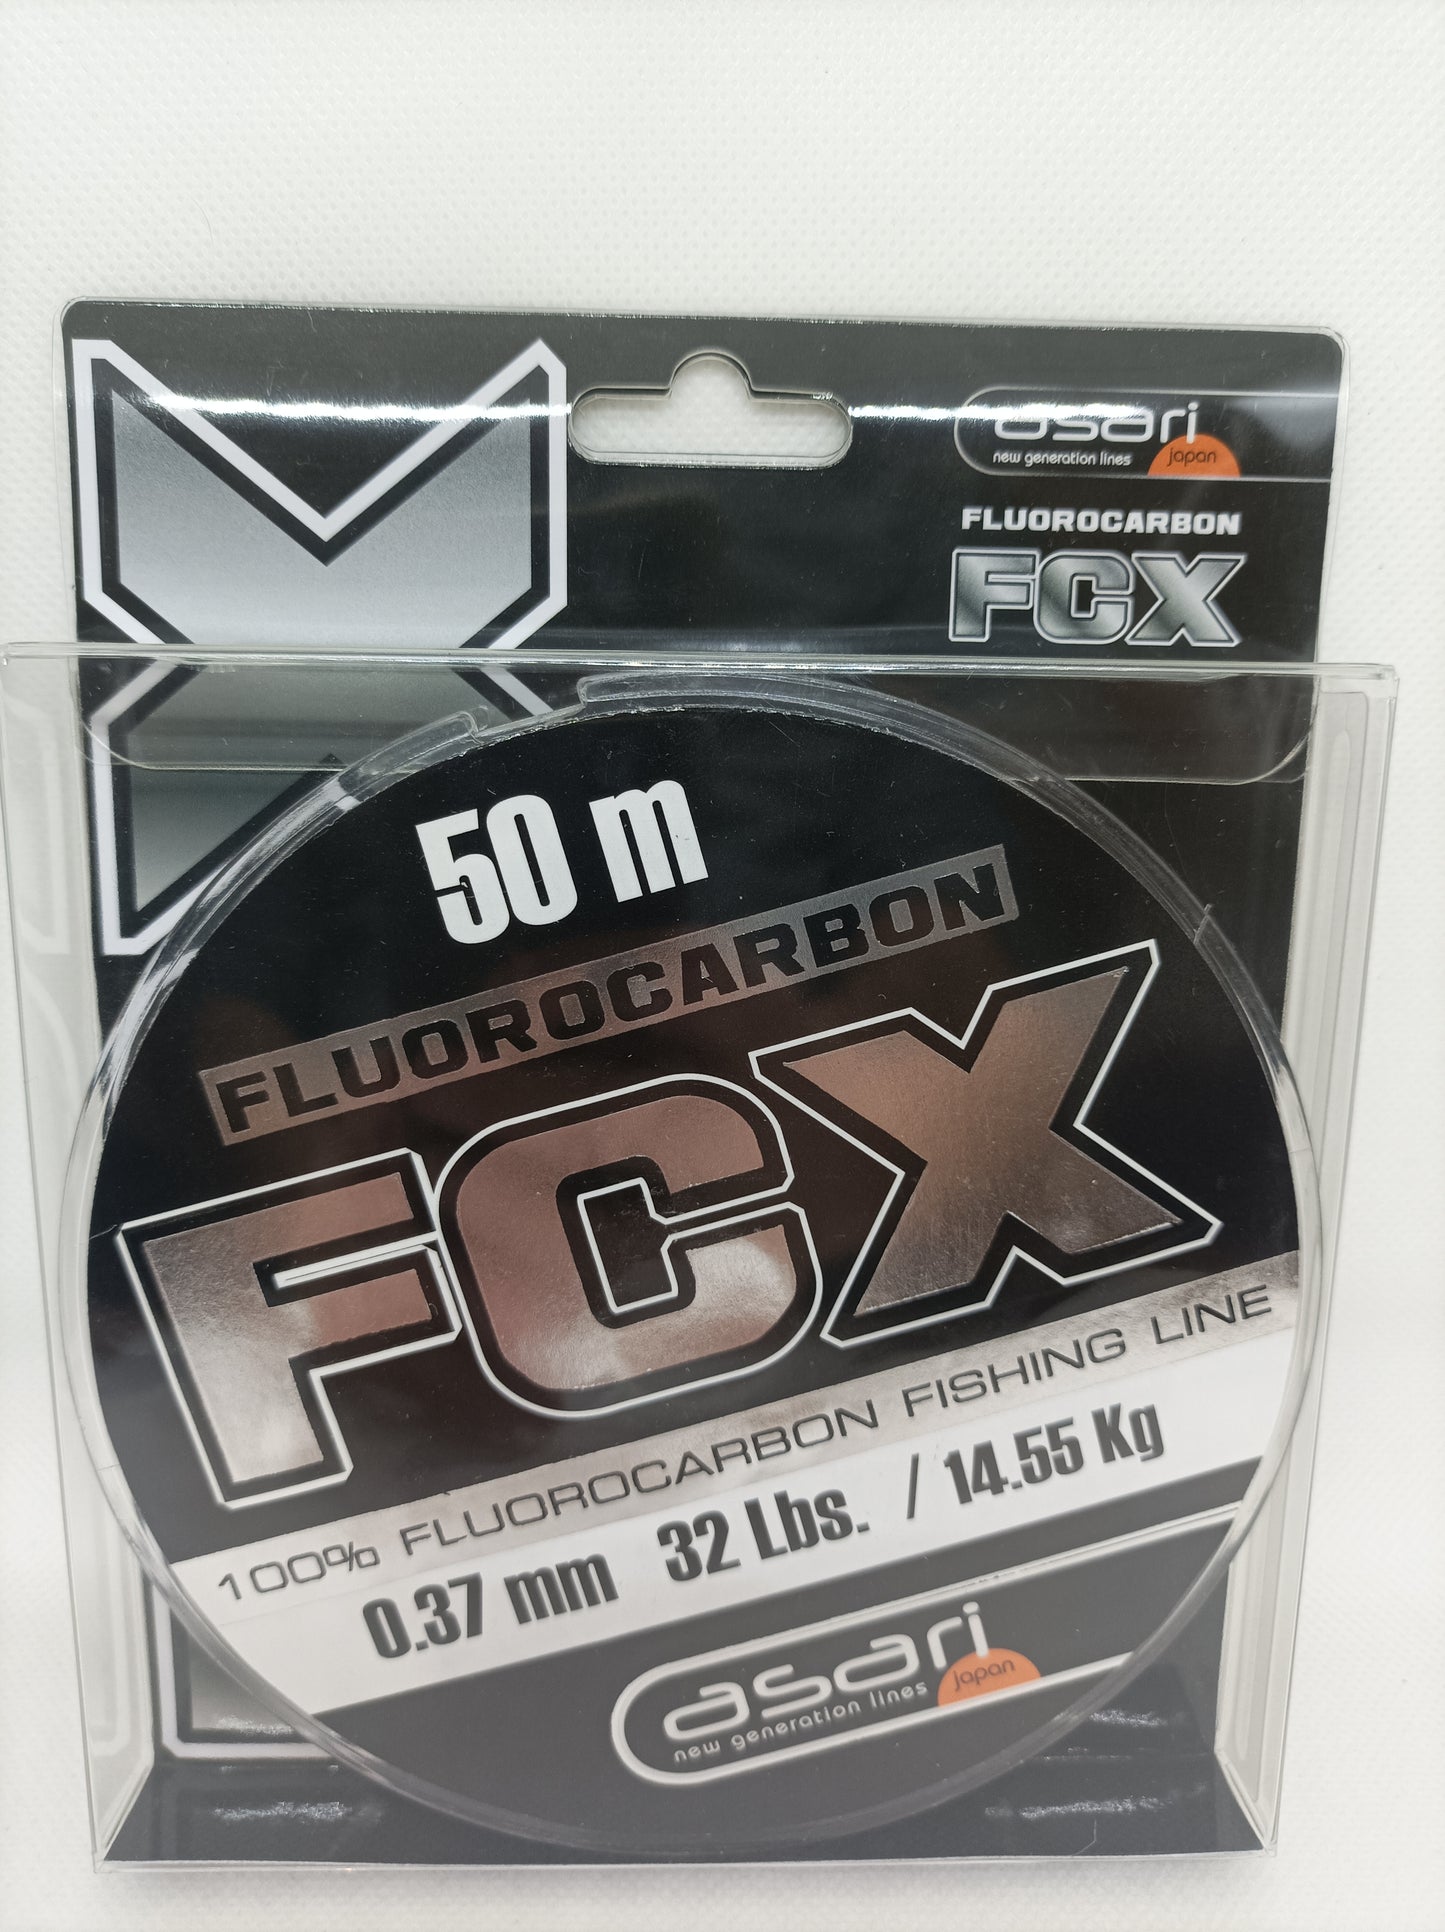 asari
new generation lines japan
FLUOROCARBON
FCX
50 m
FLUOROCARBON
FCX
100% FLUOROCARBON FISHING LINE
0.37 mm 32 Lbs. / 14.55 Kg
asari
new generation lines japan